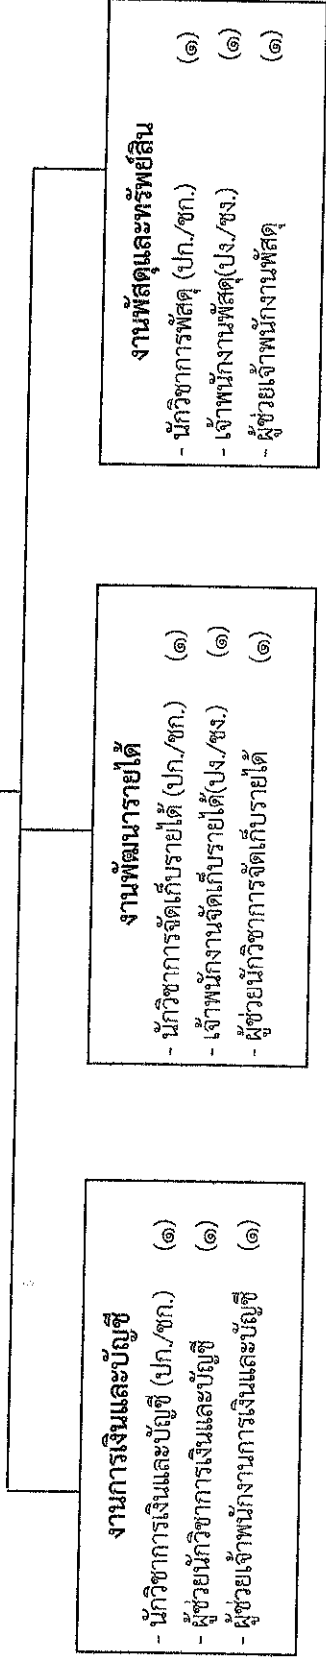 งานการเงินและบัญชี
- นักวิชาการเงินและบัญชี (ปก./ชก.) (๑)
- ผู้ช่วยนักวิชาการเงินและบัญชี (๑)
- ผู้ช่วยเจ้าพนักงานการเงินและบัญชี (๑)
งานพัฒนารายได้
- นักวิชาการจัดเก็บรายได้ (ปก./ชก.) (๑)
- เจ้าพนักงานจัดเก็บรายได้(ปง./ชง.) (๑)
- ผู้ช่วยนักวิชาการจัดเก็บรายได้ (๑)
งานพัสดุและทรัพย์สิน
- นักวิชาการพัสดุ (ปก./ชก.) (๑)
- เจ้าพนักงานพัสดุ(ปง./ชง.) (๑)
- ผู้ช่วยเจ้าพนักงานพัสดุ (๑)